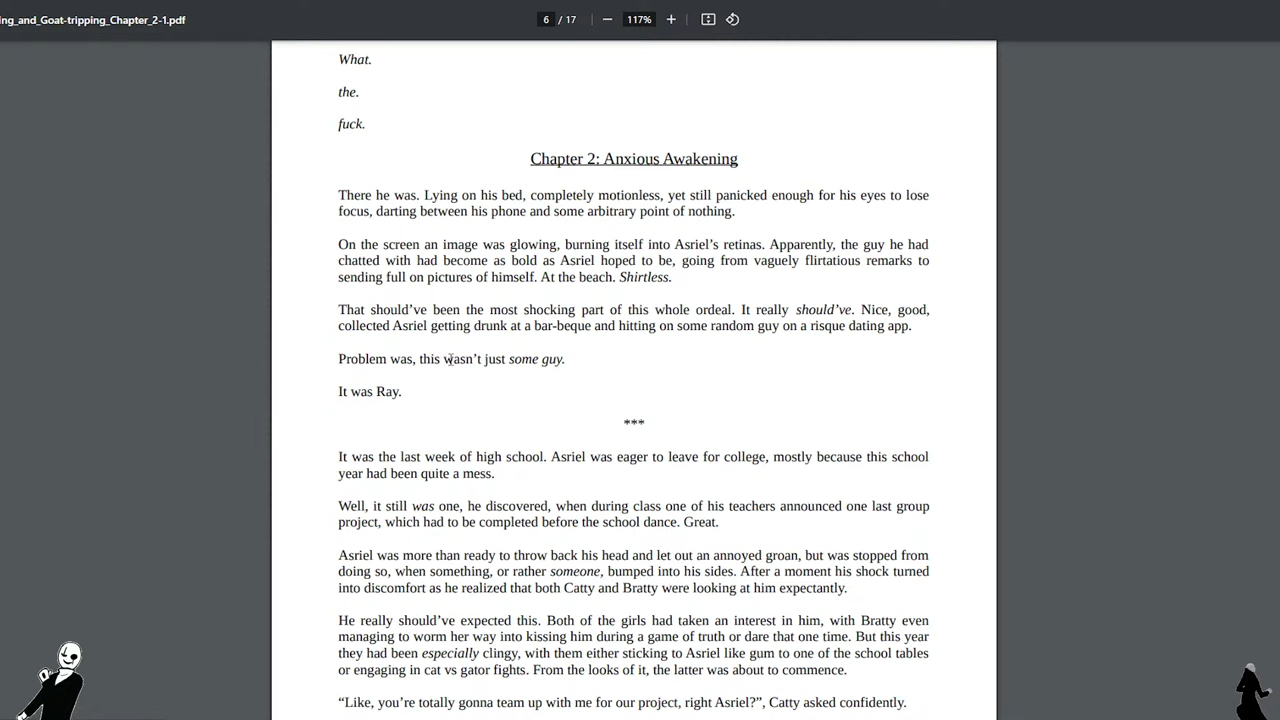 ing_and_Goat-tripping_Chapter_2-1.pdf
6 / 17
117%
What.
the.
fuck.
Chapter 2: Anxious Awakening
There he was. Lying on his bed, completely motionless, yet still panicked enough for his eyes to lose
focus, darting between his phone and some arbitrary point of nothing.
On the screen an image was glowing, burning itself into Asriel’s retinas. Apparently, the guy he had
chatted with had become as bold as Asriel hoped to be, going from vaguely flirtatious remarks to
sending full on pictures of himself. At the beach. Shirtless.
That should’ve been the most shocking part of this whole ordeal. It really should’ve. Nice, good,
collected Asriel getting drunk at a bar-beque and hitting on some random guy on a risque dating app.
Problem was, this wasn’t just some guy.
It was Ray.
***
It was the last week of high school. Asriel was eager to leave for college, mostly because this school
year had been quite a mess.
Well, it still was one, he discovered, when during class one of his teachers announced one last group
project, which had to be completed before the school dance. Great.
Asriel was more than ready to throw back his head and let out an annoyed groan, but was stopped from
doing so, when something, or rather someone, bumped into his sides. After a moment his shock turned
into discomfort as he realized that both Catty and Bratty were looking at him expectantly.
He really should’ve expected this. Both of the girls had taken an interest in him, with Bratty even
managing to worm her way into kissing him during a game of truth or dare that one time. But this year
they had been especially clingy, with them either sticking to Asriel like gum to one of the school tables
or engaging in cat vs gator fights. From the looks of it, the latter was about to commence.
“Like, you’re totally gonna team up with me for our project, right Asriel?”, Catty asked confidently.